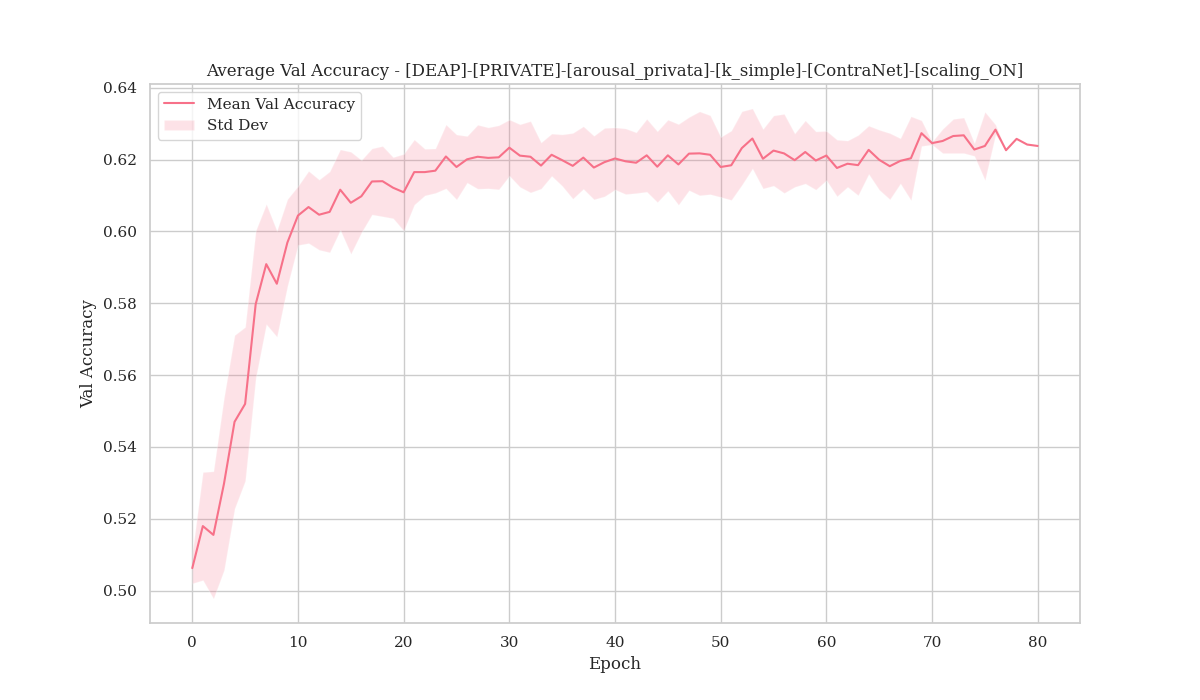 Average Val Accuracy - [DEAP]-[PRIVATE]-[arousal_privata]-[k_simple]-[ContraNet]-[scaling_ON]
Mean Val Accuracy
Std Dev
Val Accuracy
0.64
0.62
0.60
0.58
0.56
0.54
0.52
0.50
0 10 20 30 40 50 60 70 80
Epoch